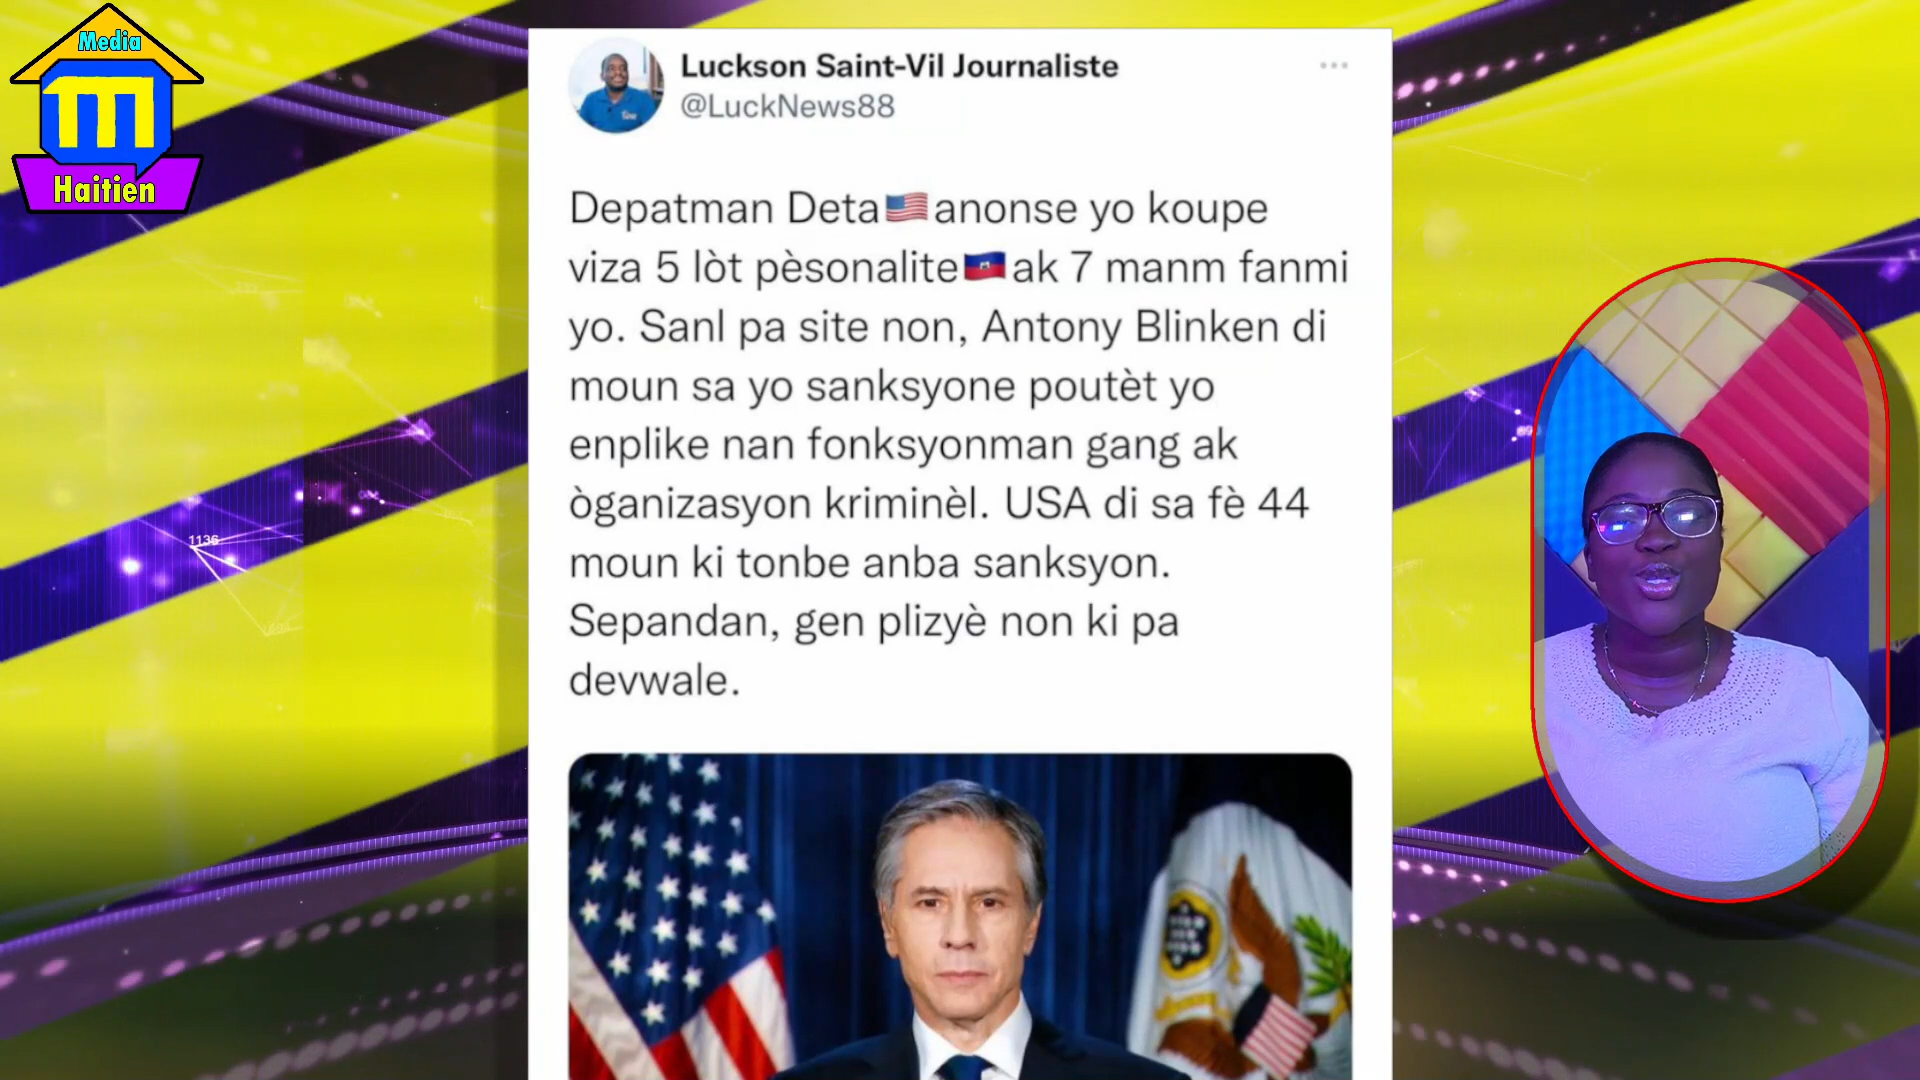 Media
Haitien
Luckson Saint-Vil Journaliste
@LuckNews88
Depatman Deta🇺🇸anonse yo koupe
viza 5 lòt pèsonalite🇭🇹ak 7 manm fanmi
yo. Sanl pa site non, Antony Blinken di
moun sa yo sanksyone poutèt yo
enplike nan fonksyonman gang ak
òganizasyon kriminèl. USA di sa fè 44
moun ki tonbe anba sanksyon.
Sepandan, gen plizyè non ki pa
devwale.
1136